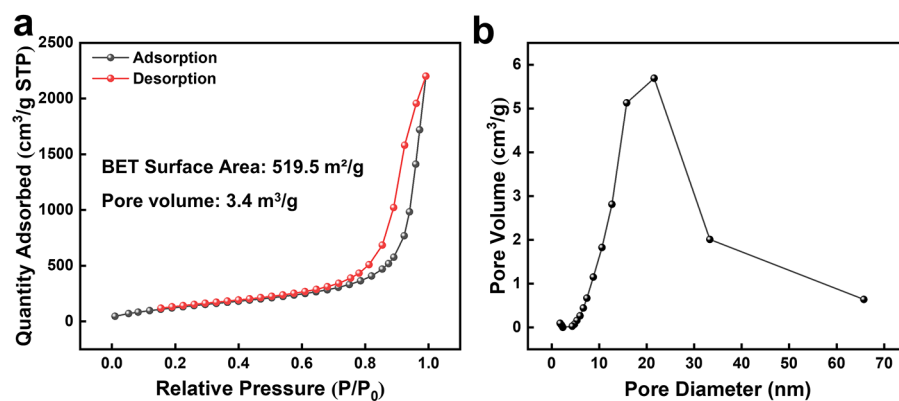 a
Quantity Adsorbed (cm³/g STP)
2500
2000
1500
1000
500
0
Adsorption
Desorption
BET Surface Area: 519.5 m²/g
Pore volume: 3.4 m³/g
0.0 0.2 0.4 0.6 0.8 1.0
Relative Pressure (P/P₀)
b
Pore Volume (cm³/g)
6
5
4
3
2
1
0
0 10 20 30 40 50 60 70
Pore Diameter (nm)